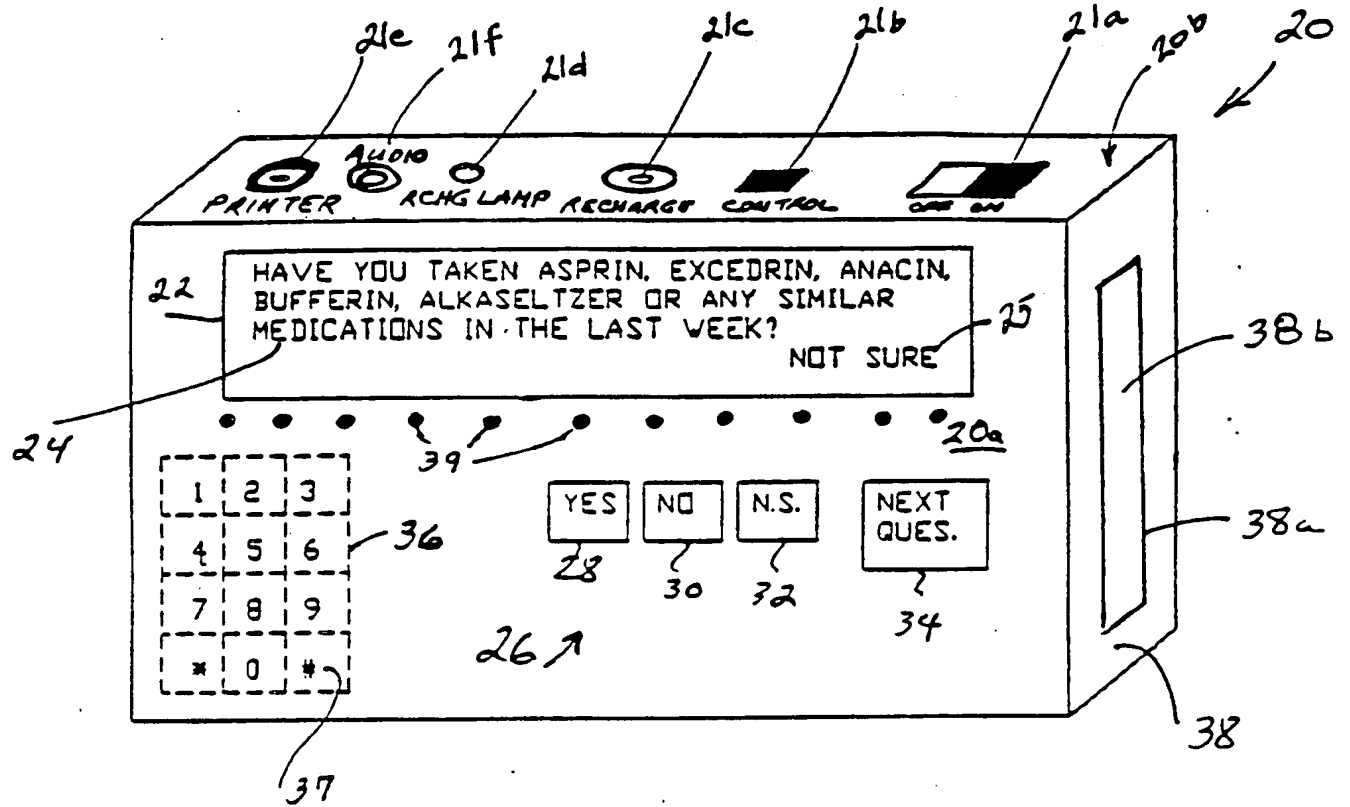 21e 21f 21d 21c 21b 21a 20b 20
AUDIO
PRINTER RCHG LAMP RECHARGE CONTROL OFF ON
22
HAVE YOU TAKEN ASPRIN, EXCEDRIN, ANACIN,
BUFFERIN, ALKASELTZER OR ANY SIMILAR
MEDICATIONS IN THE LAST WEEK?
NOT SURE
25
38b
24
39
20a
1 2 3
4 5 6
7 8 9
* 0 #
36
37
YES NO N.S. NEXT
QUES.
28 30 32 34
26
38a
38